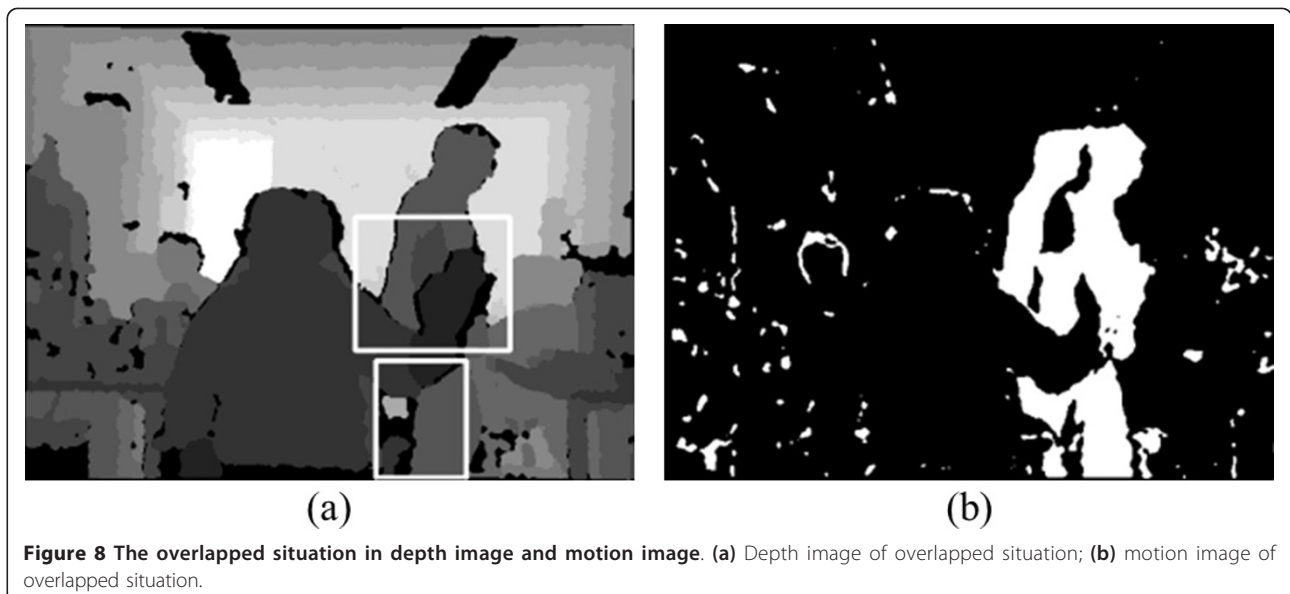 (a)
(b)
Figure 8 The overlapped situation in depth image and motion image. (a) Depth image of overlapped situation; (b) motion image of
overlapped situation.